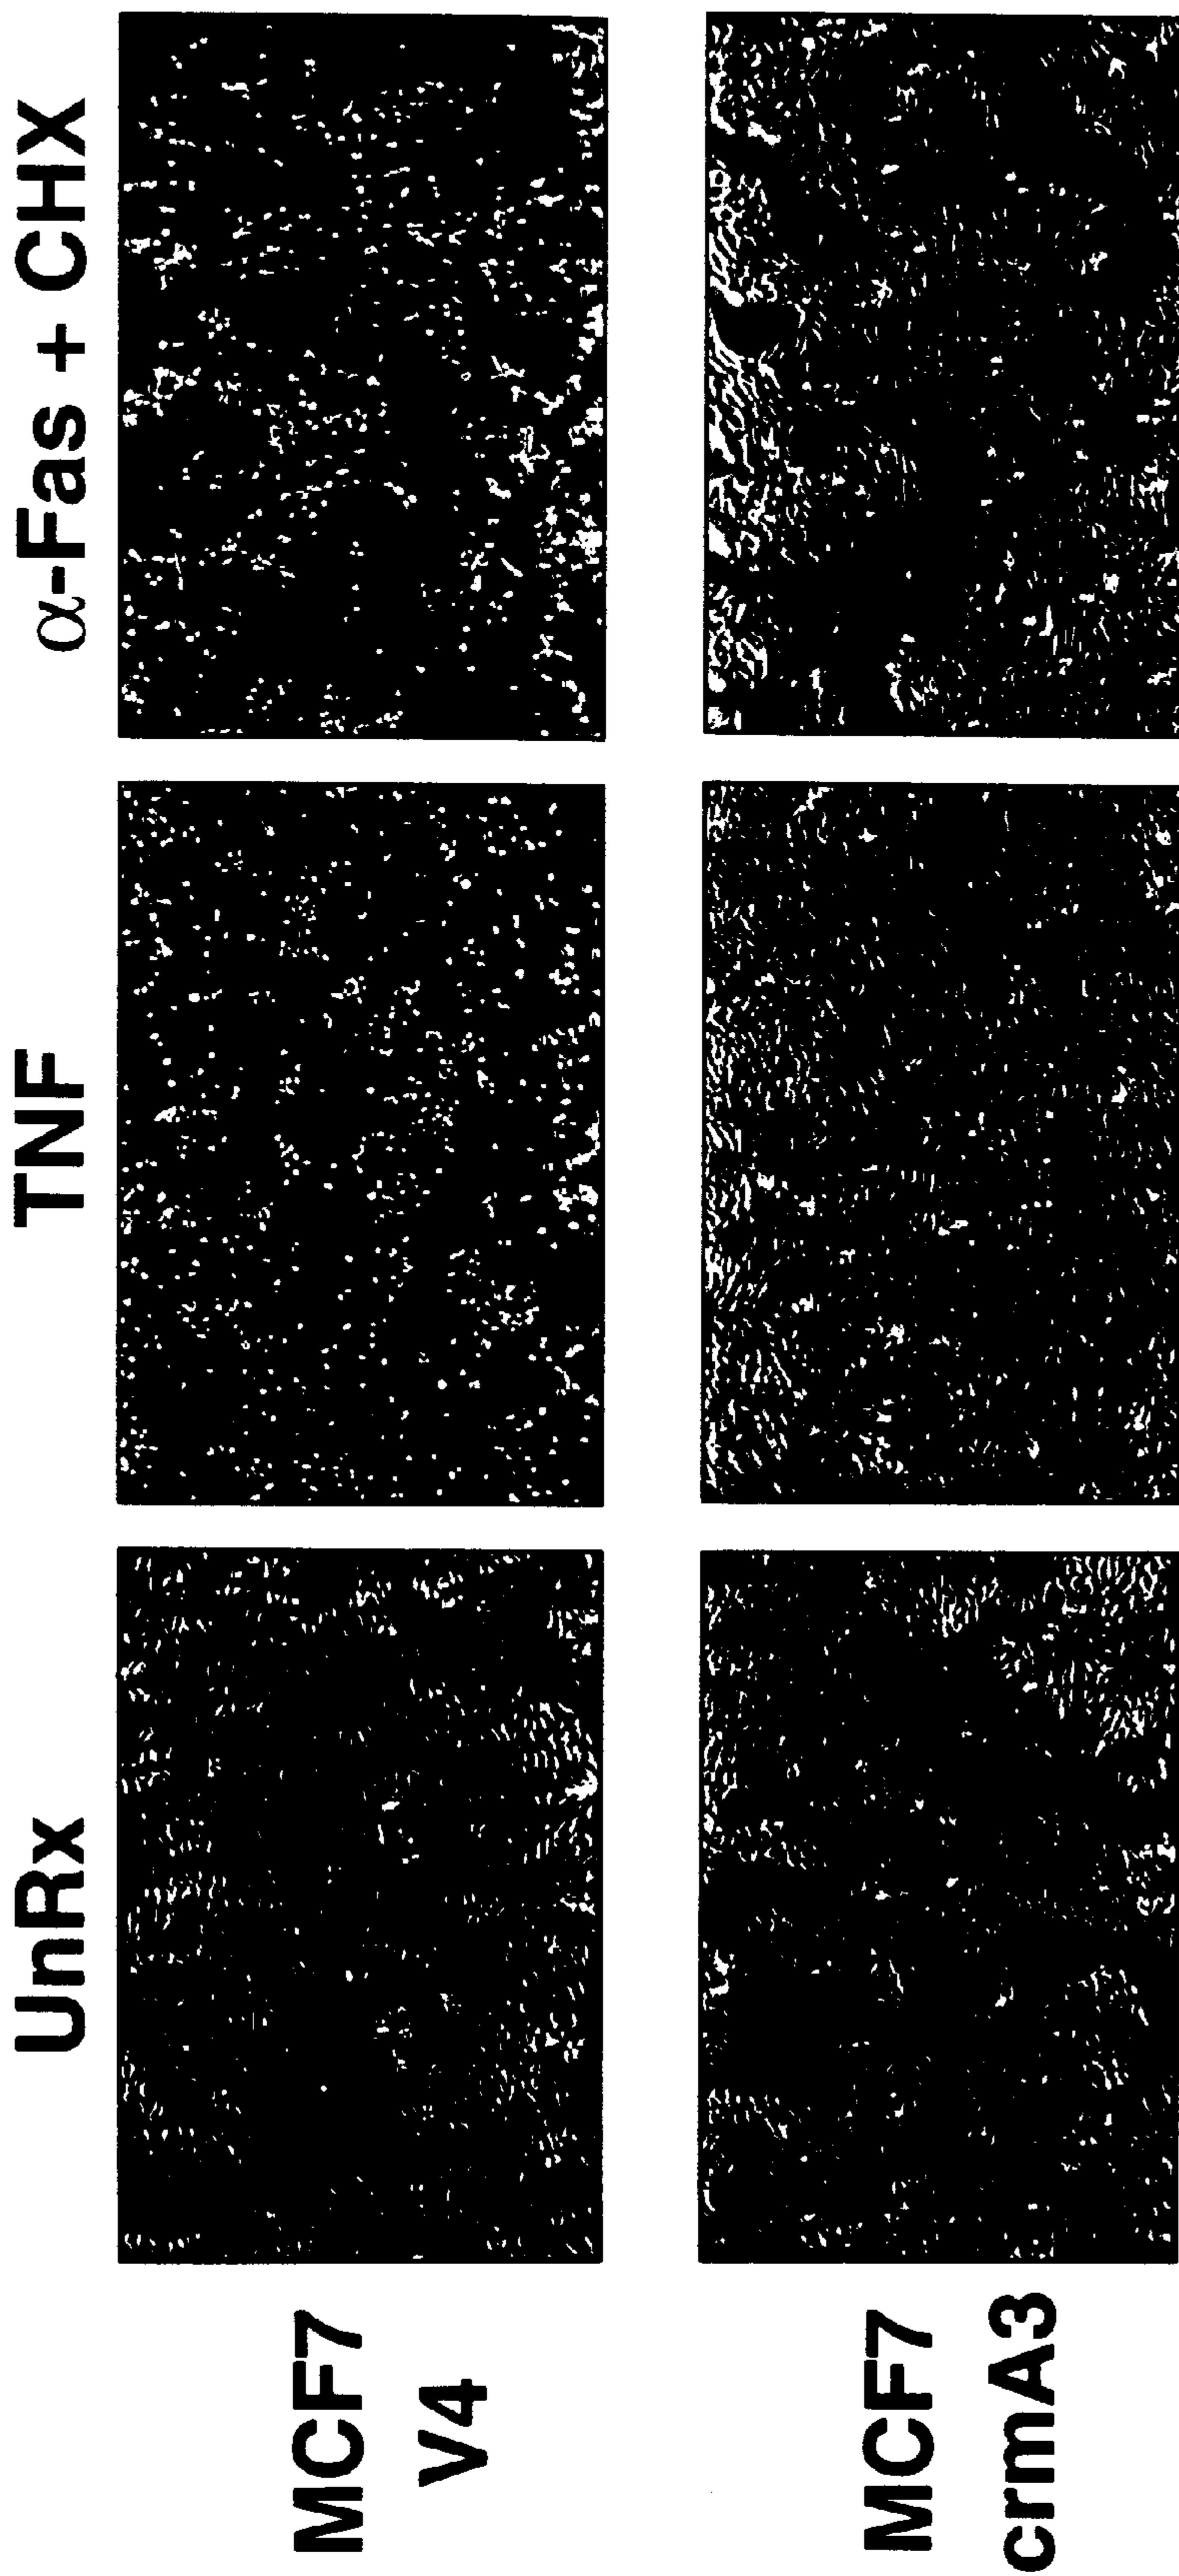 UnRx
TNF
α-Fas + CHX
MCF7
V4
MCF7
crmA3